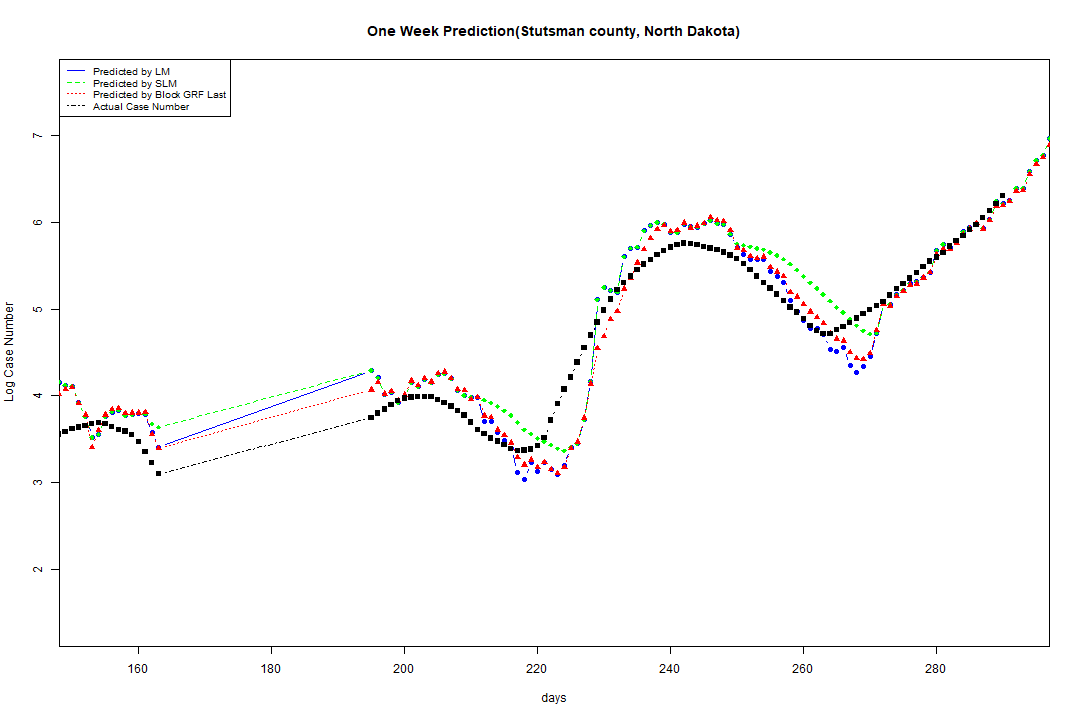 One Week Prediction(Stutsman county, North Dakota)
Predicted by LM
Predicted by SLM
Predicted by Block GRF Last
Actual Case Number
Log Case Number
7
6
5
4
3
2
160 180 200 220 240 260 280
days